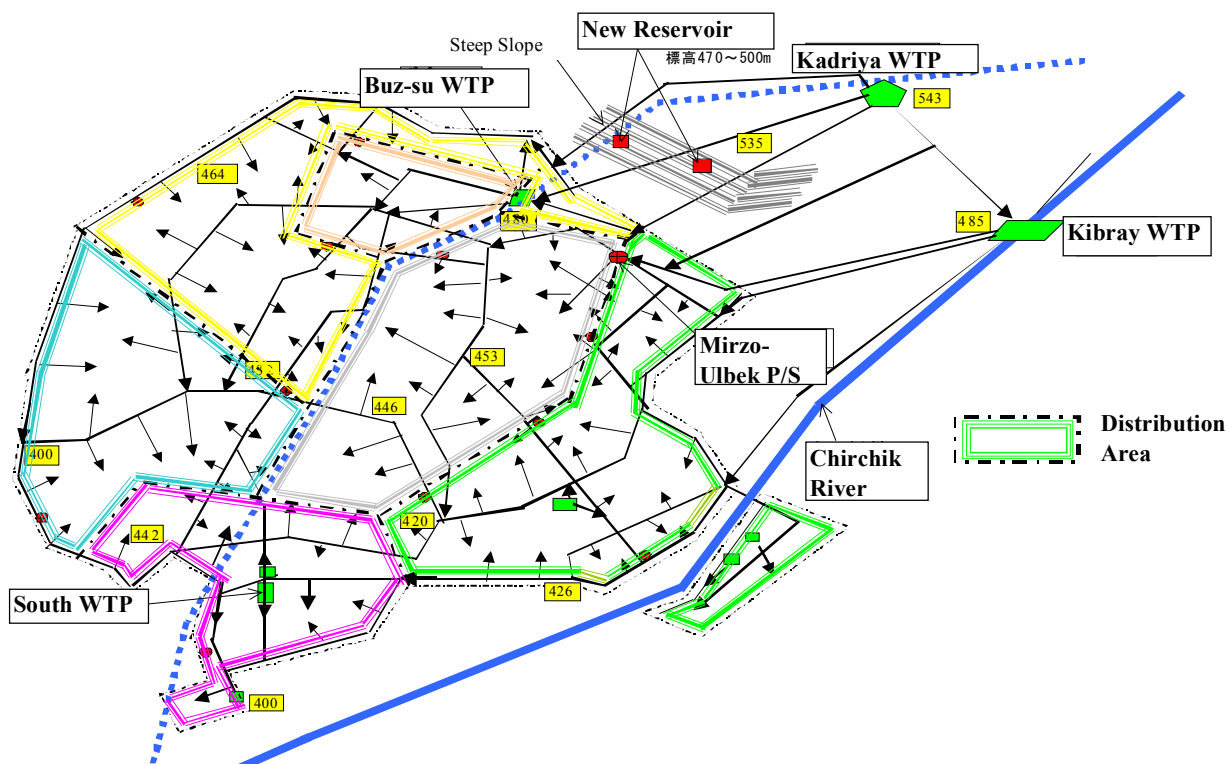 New Reservoir
標高470～500m
Steep Slope
Kadriya WTP
Buz-su WTP
543
535
464
485
Kibray WTP
Mirzo-
Ulbek P/S
453
446
400
Distribution
Area
Chirchik
River
420
442
426
South WTP
400